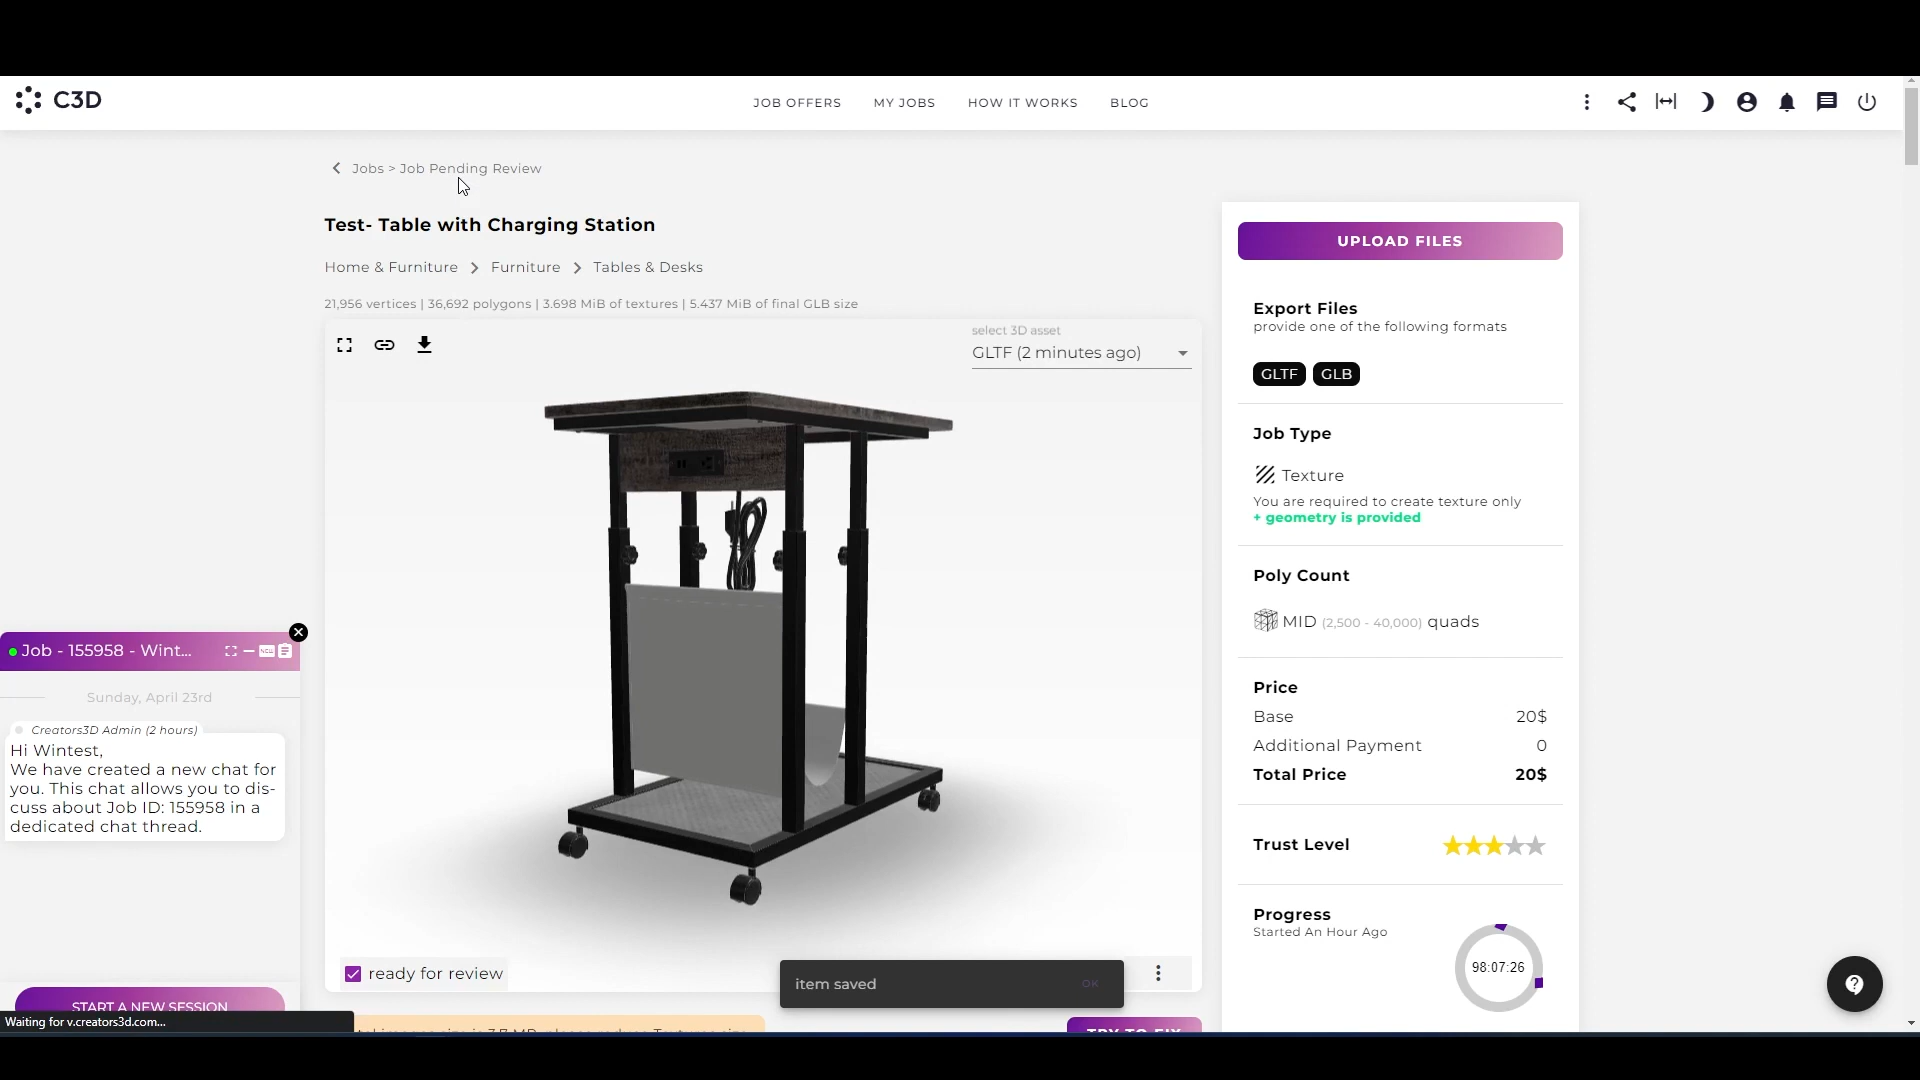 C3D
JOB OFFERS
MY JOBS
HOW IT WORKS
BLOG
Jobs > Job Pending Review
Test- Table with Charging Station
Home & Furniture
Furniture
Tables & Desks
21,956 vertices | 36,692 polygons | 3.698 MiB of textures | 5.437 MiB of final GLB size
select 3D asset
GLTF (2 minutes ago)
ready for review
item saved
OK
TRY TO FIX
UPLOAD FILES
Export Files
provide one of the following formats
GLTF
GLB
Job Type
Texture
You are required to create texture only
+ geometry is provided
Poly Count
MID (2,500 - 40,000) quads
Price
Base 20$
Additional Payment 0
Total Price 20$
Trust Level
Progress
Started An Hour Ago
98:07:26
Job - 155958 - Wint...
Sunday, April 23rd
Creators3D Admin (2 hours)
Hi Wintest,
We have created a new chat for
you. This chat allows you to dis-
cuss about Job ID: 155958 in a
dedicated chat thread.
START A NEW SESSION
Waiting for v.creators3d.com...